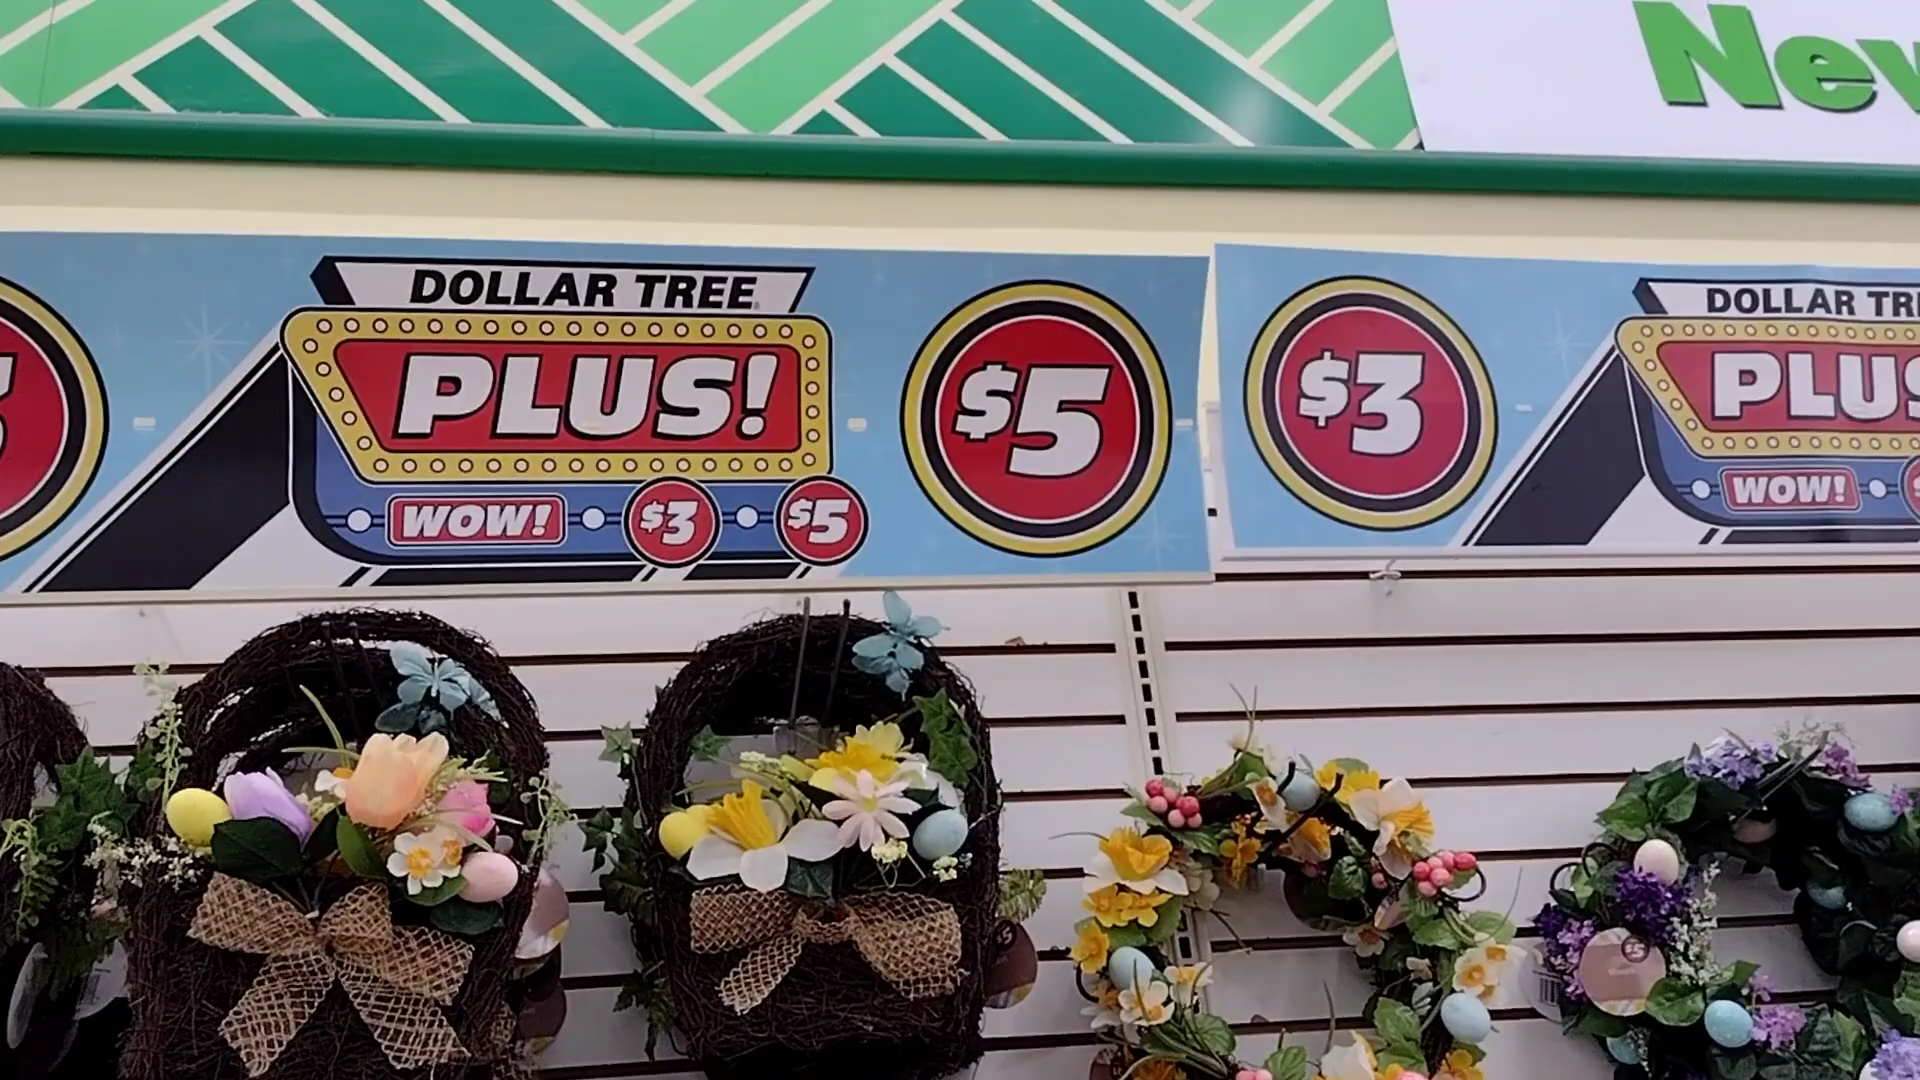 Nev
DOLLAR TREE
PLUS!
WOW! $3 $5
$5
$3
DOLLAR TRE
PLUS
WOW!